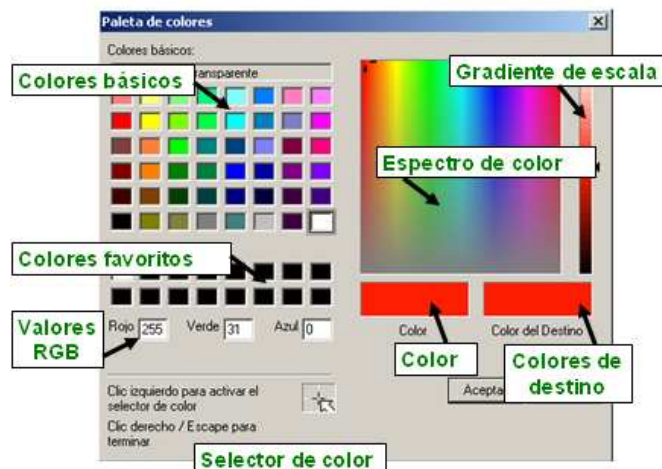 Paleta de colores
Colores básicos:
Colores básicos
Gradiente de escala
Espectro de color
Colores favoritos
Rojo 255 Verde 31 Azul 0
Valores
RGB
Color
Color del Destino
Color
Colores de
destino
Clic izquierdo para activar el
selector de color
Clic derecho / Escape para
terminar
Selector de color